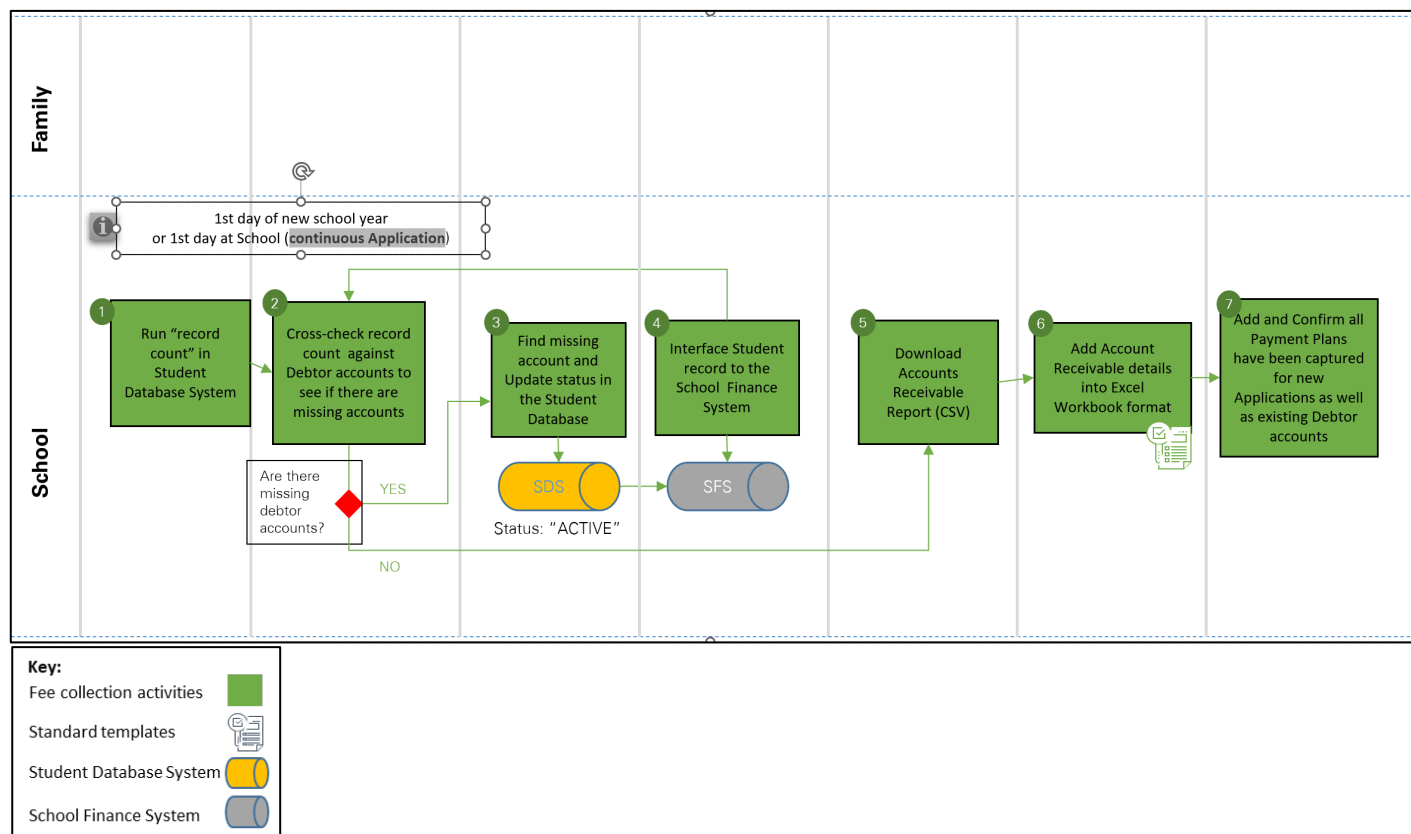 Family
School
1st day of new school year
or 1st day at School (continuous Application)
1
Run “record
count” in
Student
Database System
2
Cross-check record
count against
Debtor accounts to
see if there are
missing accounts
Are there
missing
debtor
accounts?
YES
NO
3
Find missing
account and
Update status in
the Student
Database
SDS
Status: “ACTIVE”
4
Interface Student
record to the
School Finance
System
SFS
5
Download
Accounts
Receivable
Report (CSV)
6
Add Account
Receivable details
into Excel
Workbook format
7
Add and Confirm all
Payment Plans
have been captured
for new
Applications as well
as existing Debtor
accounts
Key:
Fee collection activities
Standard templates
Student Database System
School Finance System